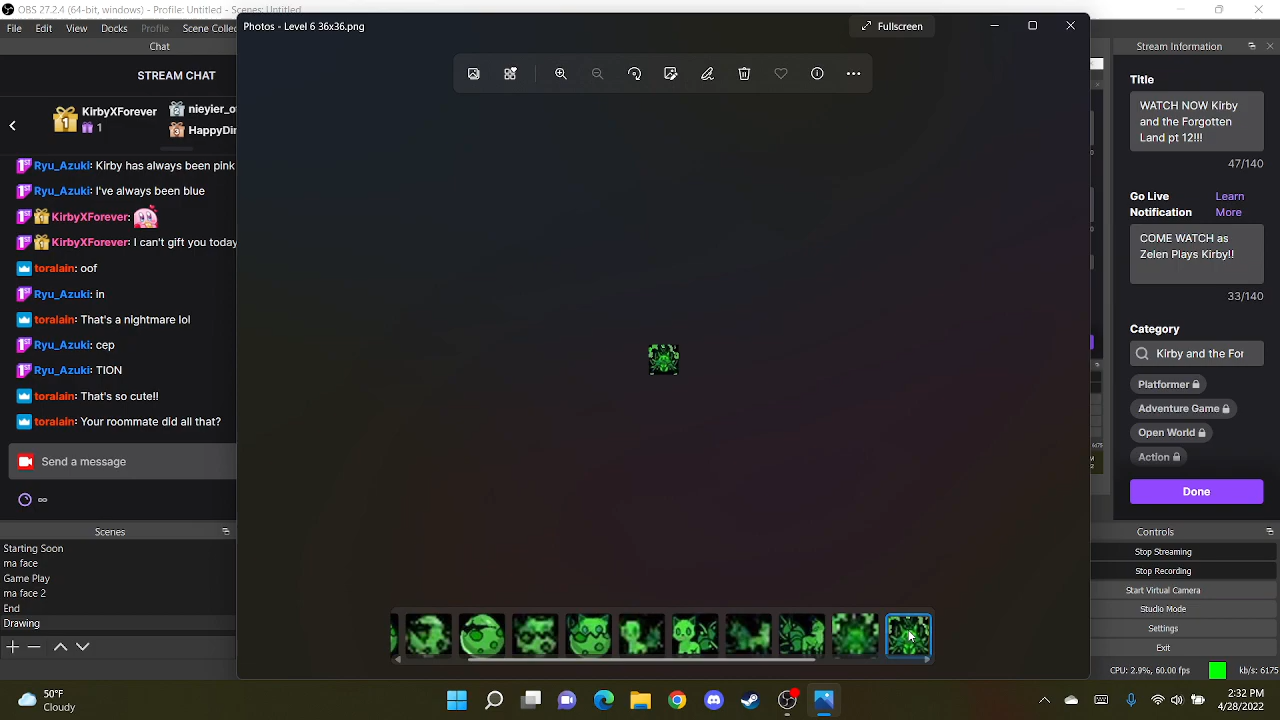 OBS 27.2.4 (64-bit, windows) - Profile: Untitled - Scenes: Untitled
File Edit View Docks Profile Scene Collec
Chat
STREAM CHAT
1 KirbyXForever 1
2 nieyier_o
3 HappyDi
Ryu_Azuki: Kirby has always been pink
Ryu_Azuki: I've always been blue
KirbyXForever:
KirbyXForever: I can't gift you today
toralain: oof
Ryu_Azuki: in
toralain: That's a nightmare lol
Ryu_Azuki: cep
Ryu_Azuki: TION
toralain: That's so cute!!
toralain: Your roommate did all that?
Send a message
∞
Scenes
Starting Soon
ma face
Game Play
ma face 2
End
Drawing
Photos - Level 6 36x36.png
Fullscreen
Stream Information
Title
WATCH NOW Kirby
and the Forgotten
Land pt 12!!!
47/140
Go Live
Notification
Learn
More
COME WATCH as
Zelen Plays Kirby!!
33/140
Category
Kirby and the For
Platformer
Adventure Game
Open World
Action
Done
Controls
Stop Streaming
Stop Recording
Start Virtual Camera
Studio Mode
Settings
Exit
CPU: 2.9%, 60.00 fps
kb/s: 6175
50°F
Cloudy
2:32 PM
4/28/2022